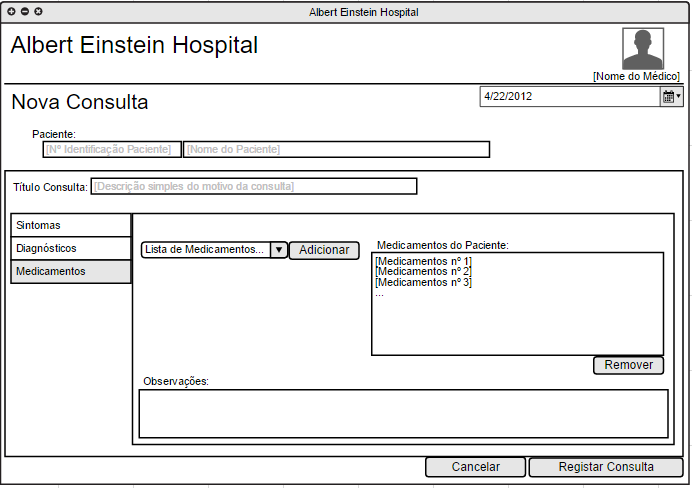 Albert Einstein Hospital
Albert Einstein Hospital
[Nome do Médico]
Nova Consulta
4/22/2012
Paciente:
[Nº Identificação Paciente] [Nome do Paciente]
Título Consulta: [Descrição simples do motivo da consulta]
Sintomas
Diagnósticos
Medicamentos
Lista de Medicamentos... Adicionar
Medicamentos do Paciente:
[Medicamentos nº 1]
[Medicamentos nº 2]
[Medicamentos nº 3]
...
Remover
Observações:
Cancelar Registar Consulta